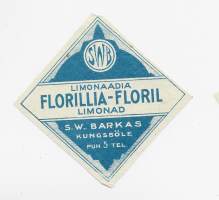 SWB
LIMONAADIA
FLORILLIA-FLORIL
LIMONAD
S.W. BARKAS
KUNGSBÖLE
PUH 5 TEL